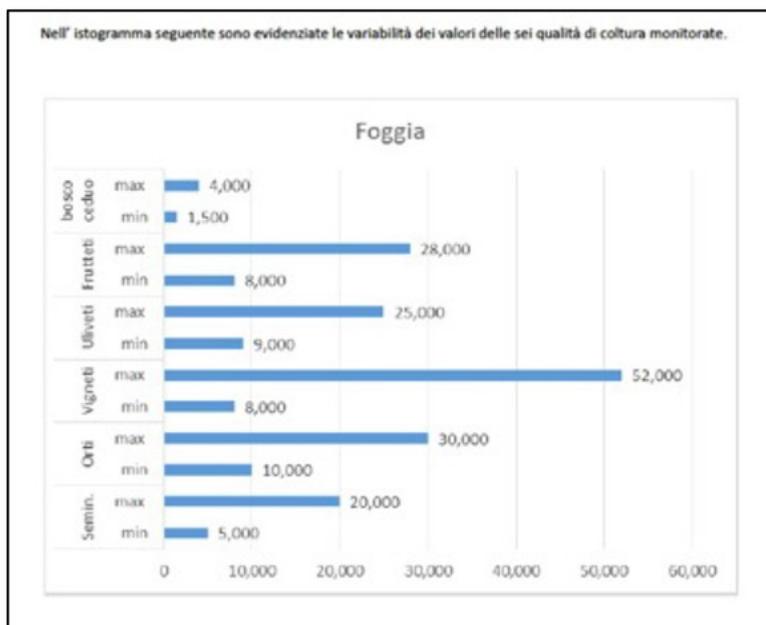 Nell' istogramma seguente sono evidenziate le variabilità dei valori delle sei qualità di coltura monitorate.
Foggia
bosco ceduo
max 4,000
min 1,500
Frutteti
max 28,000
min 8,000
Uliveti
max 25,000
min 9,000
Vigneti
max 52,000
min 8,000
Orti
max 30,000
min 10,000
Semin.
max 20,000
min 5,000
0 10,000 20,000 30,000 40,000 50,000 60,000